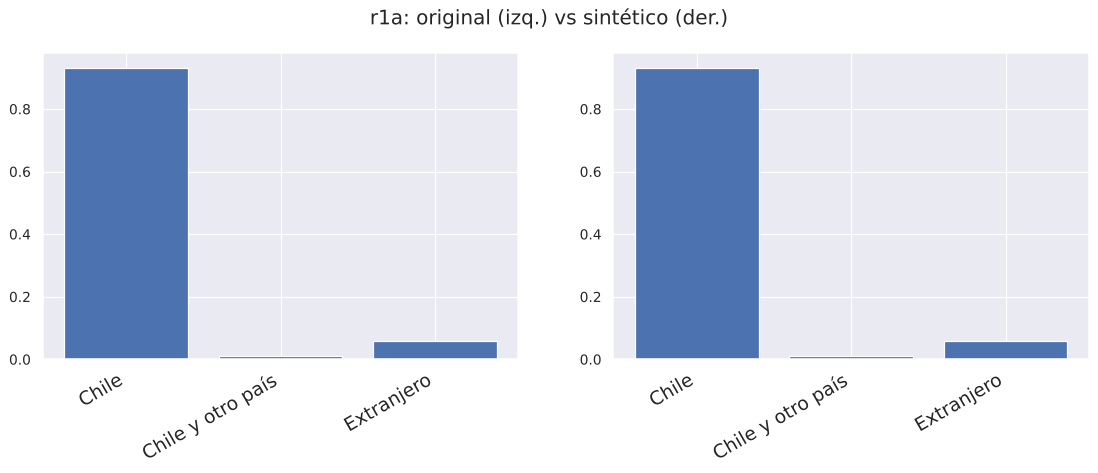 r1a: original (izq.) vs sintético (der.)
0.8
0.6
0.4
0.2
0.0
Chile
Chile y otro país
Extranjero
0.8
0.6
0.4
0.2
0.0
Chile
Chile y otro país
Extranjero